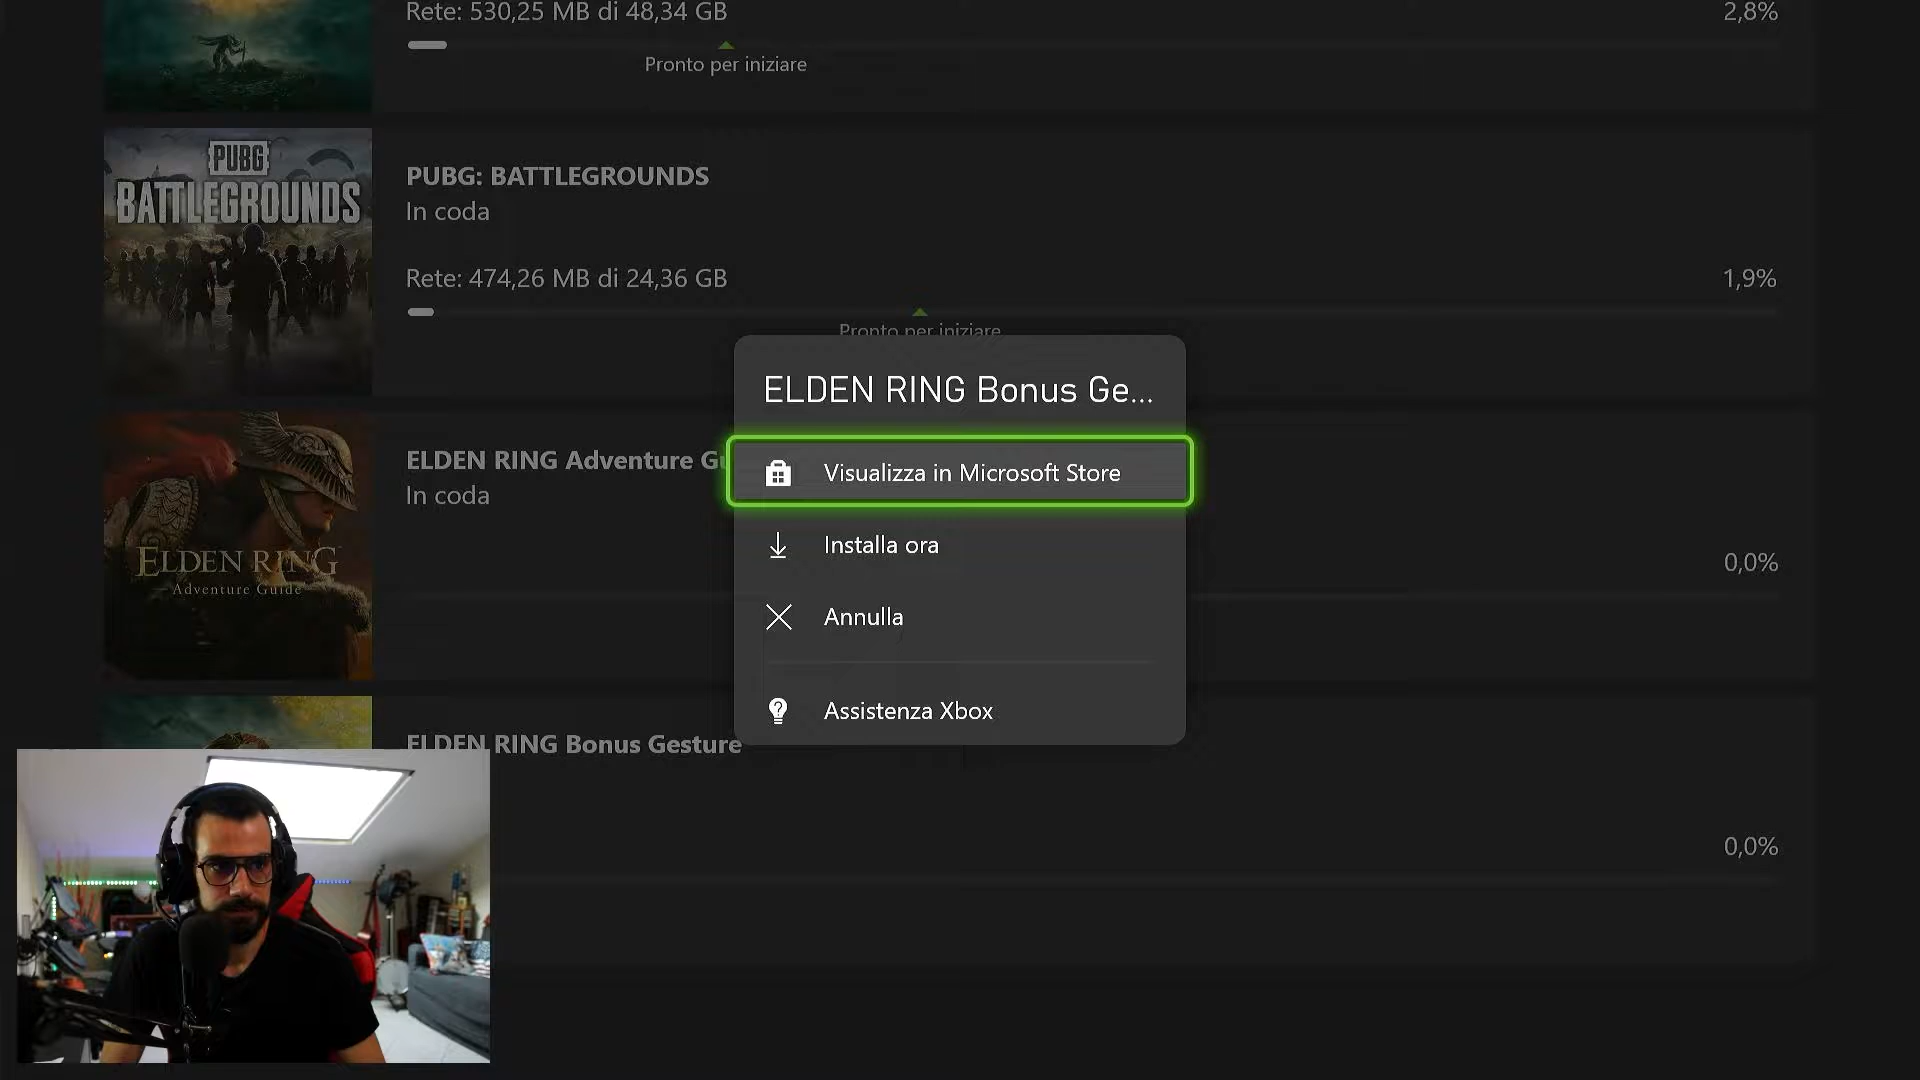 Rete: 530,25 MB di 48,34 GB
2,8%
Pronto per iniziare
PUBG
BATTLEGROUNDS
PUBG: BATTLEGROUNDS
In coda
Rete: 474,26 MB di 24,36 GB
1,9%
Pronto per iniziare
ELDEN RING Bonus Ge...
Visualizza in Microsoft Store
Installa ora
Annulla
Assistenza Xbox
ELDEN RING
Adventure Guide
ELDEN RING Adventure Gu
In coda
0,0%
ELDEN RING Bonus Gesture
0,0%